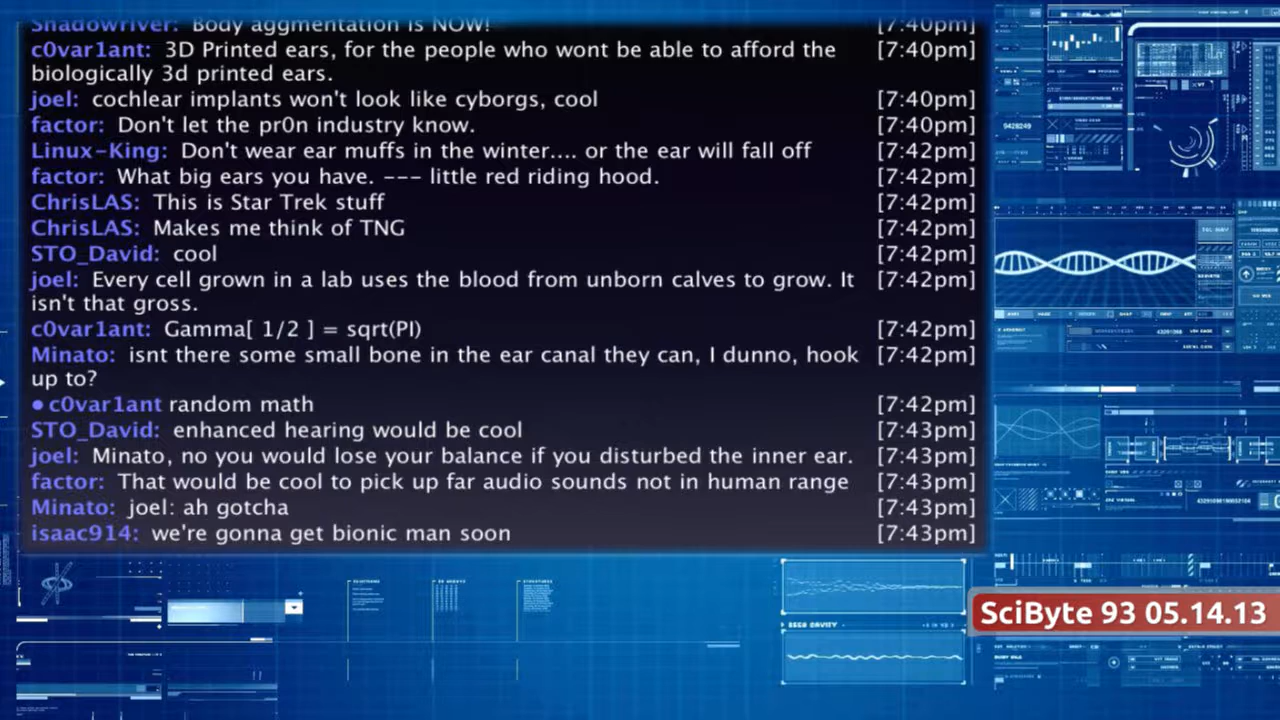 Shadowriver: Body aggmentation is NOW! [7:40pm]
c0var1ant: 3D Printed ears, for the people who wont be able to afford the [7:40pm]
biologically 3d printed ears.
joel: cochlear implants won't look like cyborgs, cool [7:40pm]
factor: Don't let the pr0n industry know. [7:40pm]
Linux-King: Don't wear ear muffs in the winter.... or the ear will fall off [7:42pm]
factor: What big ears you have. --- little red riding hood. [7:42pm]
ChrisLAS: This is Star Trek stuff [7:42pm]
ChrisLAS: Makes me think of TNG [7:42pm]
STO_David: cool [7:42pm]
joel: Every cell grown in a lab uses the blood from unborn calves to grow. It [7:42pm]
isn't that gross.
c0var1ant: Gamma[ 1/2 ] = sqrt(PI) [7:42pm]
Minato: isnt there some small bone in the ear canal they can, I dunno, hook [7:42pm]
up to?
•c0var1ant random math [7:42pm]
STO_David: enhanced hearing would be cool [7:43pm]
joel: Minato, no you would lose your balance if you disturbed the inner ear. [7:43pm]
factor: That would be cool to pick up far audio sounds not in human range [7:43pm]
Minato: joel: ah gotcha [7:43pm]
isaac914: we're gonna get bionic man soon [7:43pm]
SciByte 93 05.14.13